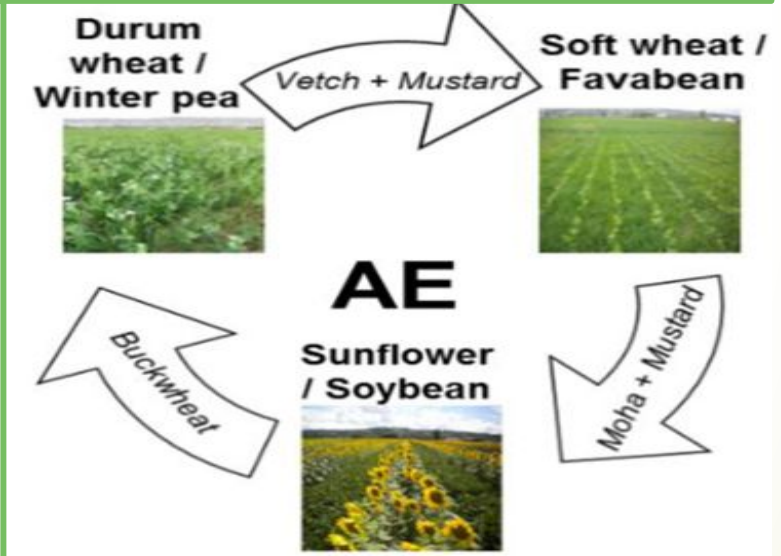 Durum
wheat /
Winter pea
Vetch + Mustard
Soft wheat /
Favabean
AE
Moha + Mustard
Sunflower
/ Soybean
Buckwheat